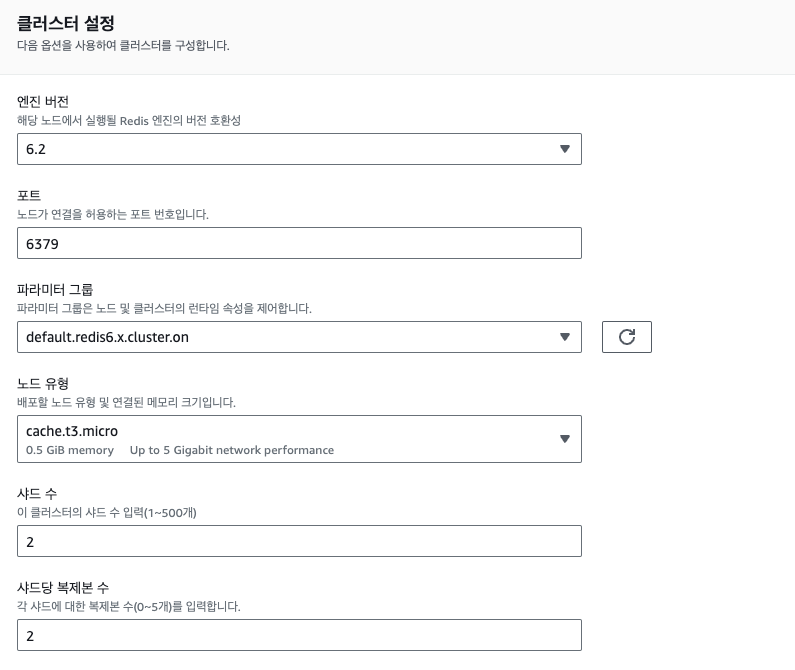 클러스터 설정
다음 옵션을 사용하여 클러스터를 구성합니다.
엔진 버전
해당 노드에서 실행될 Redis 엔진의 버전 호환성
6.2
포트
노드가 연결을 허용하는 포트 번호입니다.
6379
파라미터 그룹
파라미터 그룹은 노드 및 클러스터의 런타임 속성을 제어합니다.
default.redis6.x.cluster.on
노드 유형
배포할 노드 유형 및 연결된 메모리 크기입니다.
cache.t3.micro
0.5 GiB memory Up to 5 Gigabit network performance
샤드 수
이 클러스터의 샤드 수 입력(1~500개)
2
샤드당 복제본 수
각 샤드에 대한 복제본 수(0~5개)를 입력합니다.
2